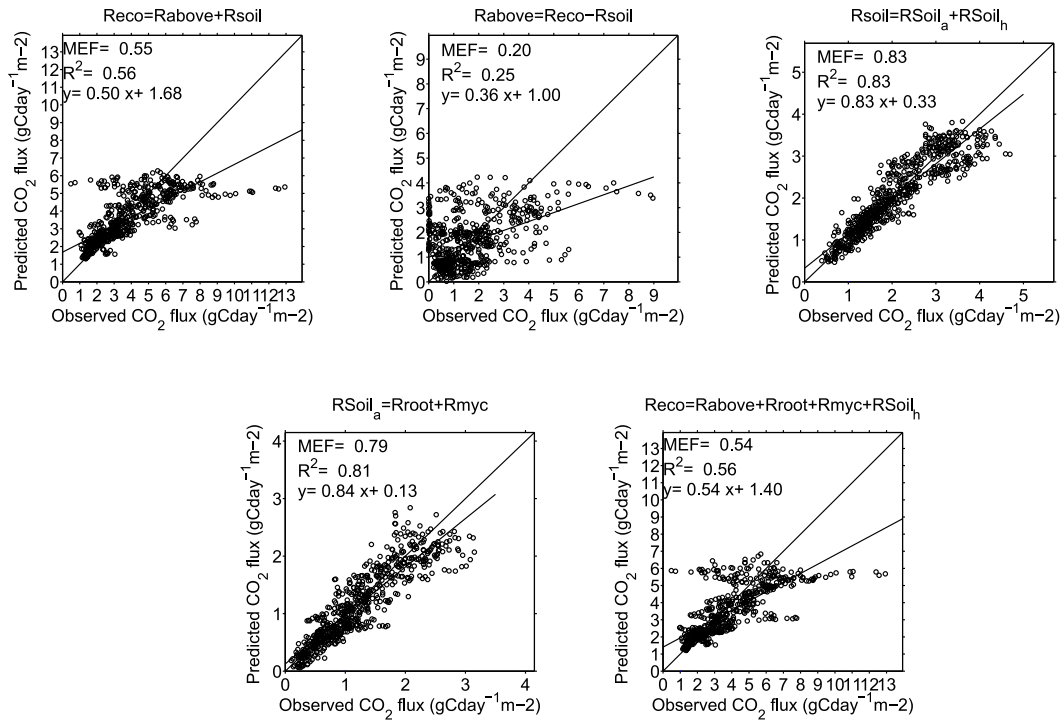 Reco=Rabove+Rsoil
MEF= 0.55
R²= 0.56
y= 0.50 x+ 1.68
Predicted CO₂ flux (gCday⁻¹m−2)
13
12
11
10
9
8
7
6
5
4
3
2
1
0
0 1 2 3 4 5 6 7 8 9 10 11 12 13
Observed CO₂ flux (gCday⁻¹m−2)
Rabove=Reco−Rsoil
MEF= 0.20
R²= 0.25
y= 0.36 x+ 1.00
Predicted CO₂ flux (gCday⁻¹m−2)
9
8
7
6
5
4
3
2
1
0
0 1 2 3 4 5 6 7 8 9
Observed CO₂ flux (gCday⁻¹m−2)
Rsoil=RSoilₐ+RSoilₕ
MEF= 0.83
R²= 0.83
y= 0.83 x+ 0.33
Predicted CO₂ flux (gCday⁻¹m−2)
5
4
3
2
1
0
0 1 2 3 4 5
Observed CO₂ flux (gCday⁻¹m−2)
RSoilₐ=Rroot+Rmyc
MEF= 0.79
R²= 0.81
y= 0.84 x+ 0.13
Predicted CO₂ flux (gCday⁻¹m−2)
4
3
2
1
0
0 1 2 3 4
Observed CO₂ flux (gCday⁻¹m−2)
Reco=Rabove+Rroot+Rmyc+RSoilₕ
MEF= 0.54
R²= 0.56
y= 0.54 x+ 1.40
Predicted CO₂ flux (gCday⁻¹m−2)
13
12
11
10
9
8
7
6
5
4
3
2
1
0
0 1 2 3 4 5 6 7 8 9 10 11 12 13
Observed CO₂ flux (gCday⁻¹m−2)